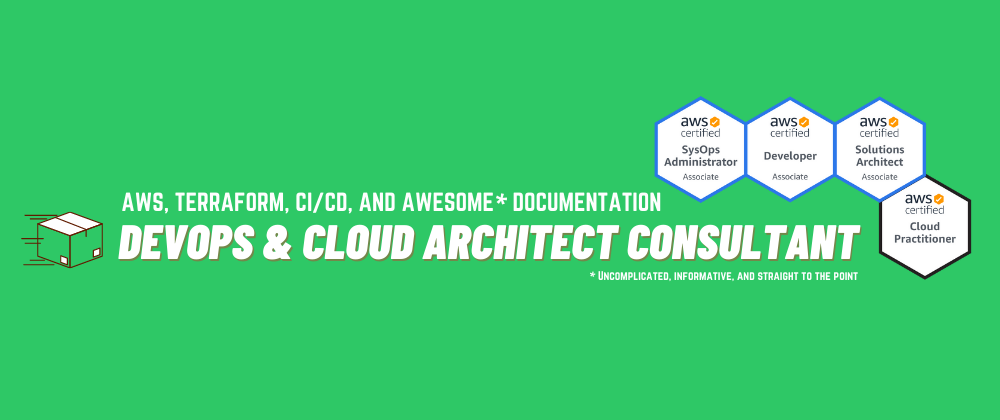 aws
certified
SysOps
Administrator
Associate
aws
certified
Developer
Associate
aws
certified
Solutions
Architect
Associate
aws
certified
Cloud
Practitioner
AWS, TERRAFORM, CI/CD, AND AWESOME* DOCUMENTATION
DEVOPS & CLOUD ARCHITECT CONSULTANT
* UNCOMPLICATED, INFORMATIVE, AND STRAIGHT TO THE POINT